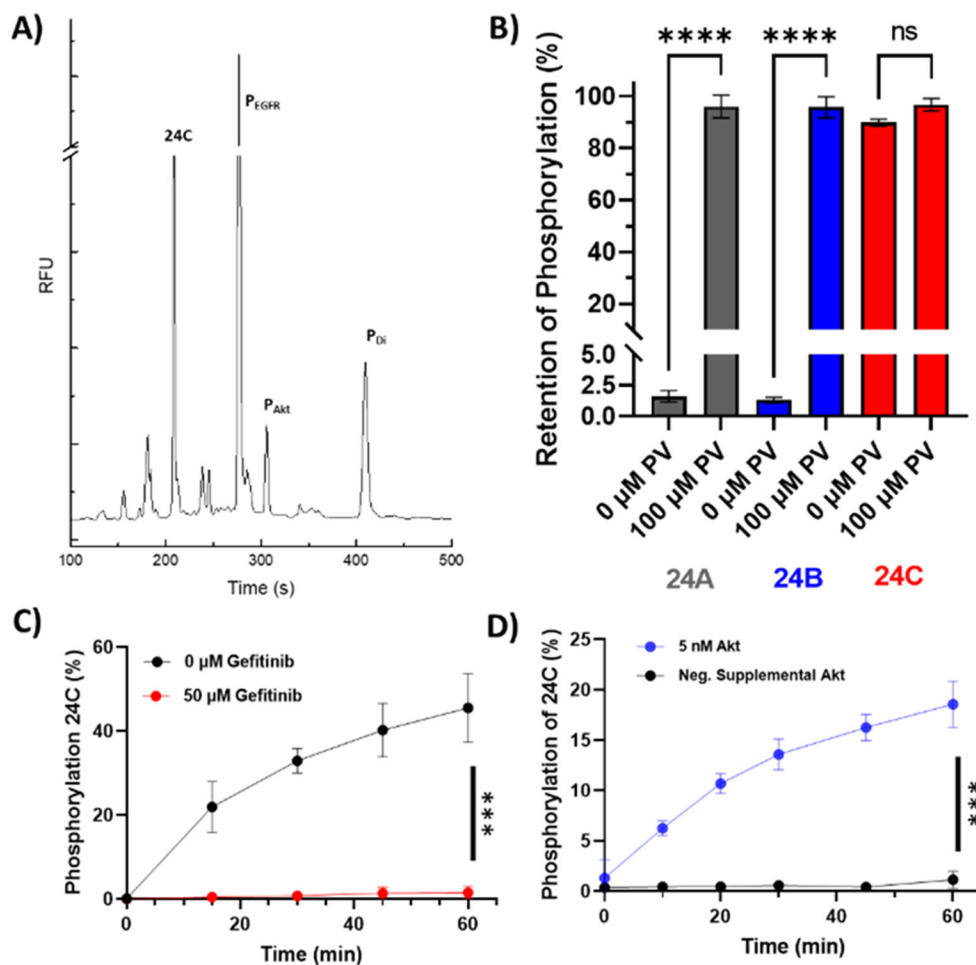 A)
24C
P_EGFR
P_Akt
P_Di
RFU
100 200 300 400 500
Time (s)
B)
**** **** ns
Retention of Phosphorylation (%)
100
80
60
40
20
5.0
2.5
0.0
0 µM PV
100 µM PV
0 µM PV
100 µM PV
0 µM PV
100 µM PV
24A 24B 24C
C)
Phosphorylation 24C (%)
60
40
20
0
0 µM Gefitinib
50 µM Gefitinib
***
0 20 40 60
Time (min)
D)
Phosphorylation of 24C (%)
25
20
15
10
5
0
5 nM Akt
Neg. Supplemental Akt
***
0 20 40 60
Time (min)